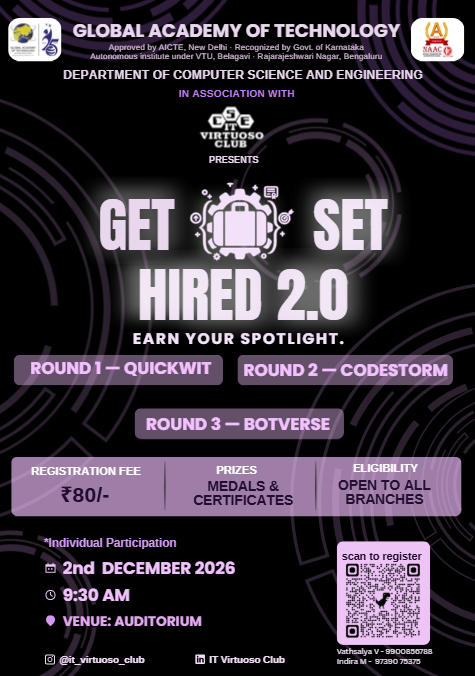 GLOBAL ACADEMY OF TECHNOLOGY
Approved by AICTE, New Delhi · Recognized by Govt. of Karnataka
Autonomous institute under VTU, Belagavi · Rajarajeshwari Nagar, Bengaluru
NAAC
DEPARTMENT OF COMPUTER SCIENCE AND ENGINEERING
IN ASSOCIATION WITH
IT
VIRTUOSO
CLUB
PRESENTS
GET SET
HIRED 2.0
EARN YOUR SPOTLIGHT.
ROUND 1 — QUICKWIT
ROUND 2 — CODESTORM
ROUND 3 — BOTVERSE
REGISTRATION FEE
₹80/-
PRIZES
MEDALS &
CERTIFICATES
ELIGIBILITY
OPEN TO ALL
BRANCHES
*Individual Participation
2nd DECEMBER 2026
9:30 AM
VENUE: AUDITORIUM
scan to register
Vathsalya V - 9900856788
Indira M - 97390 75375
@it_virtuoso_club
IT Virtuoso Club